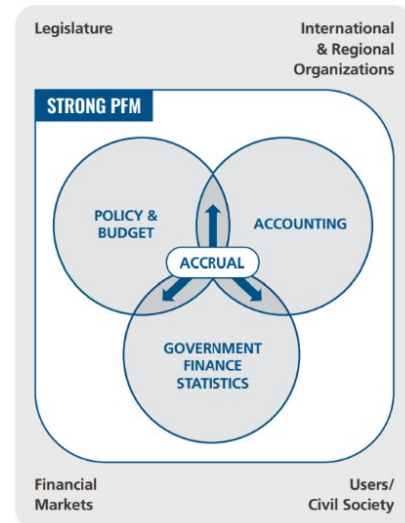 Legislature
International
& Regional
Organizations
STRONG PFM
POLICY &
BUDGET
ACCOUNTING
ACCRUAL
GOVERNMENT
FINANCE
STATISTICS
Financial
Markets
Users/
Civil Society